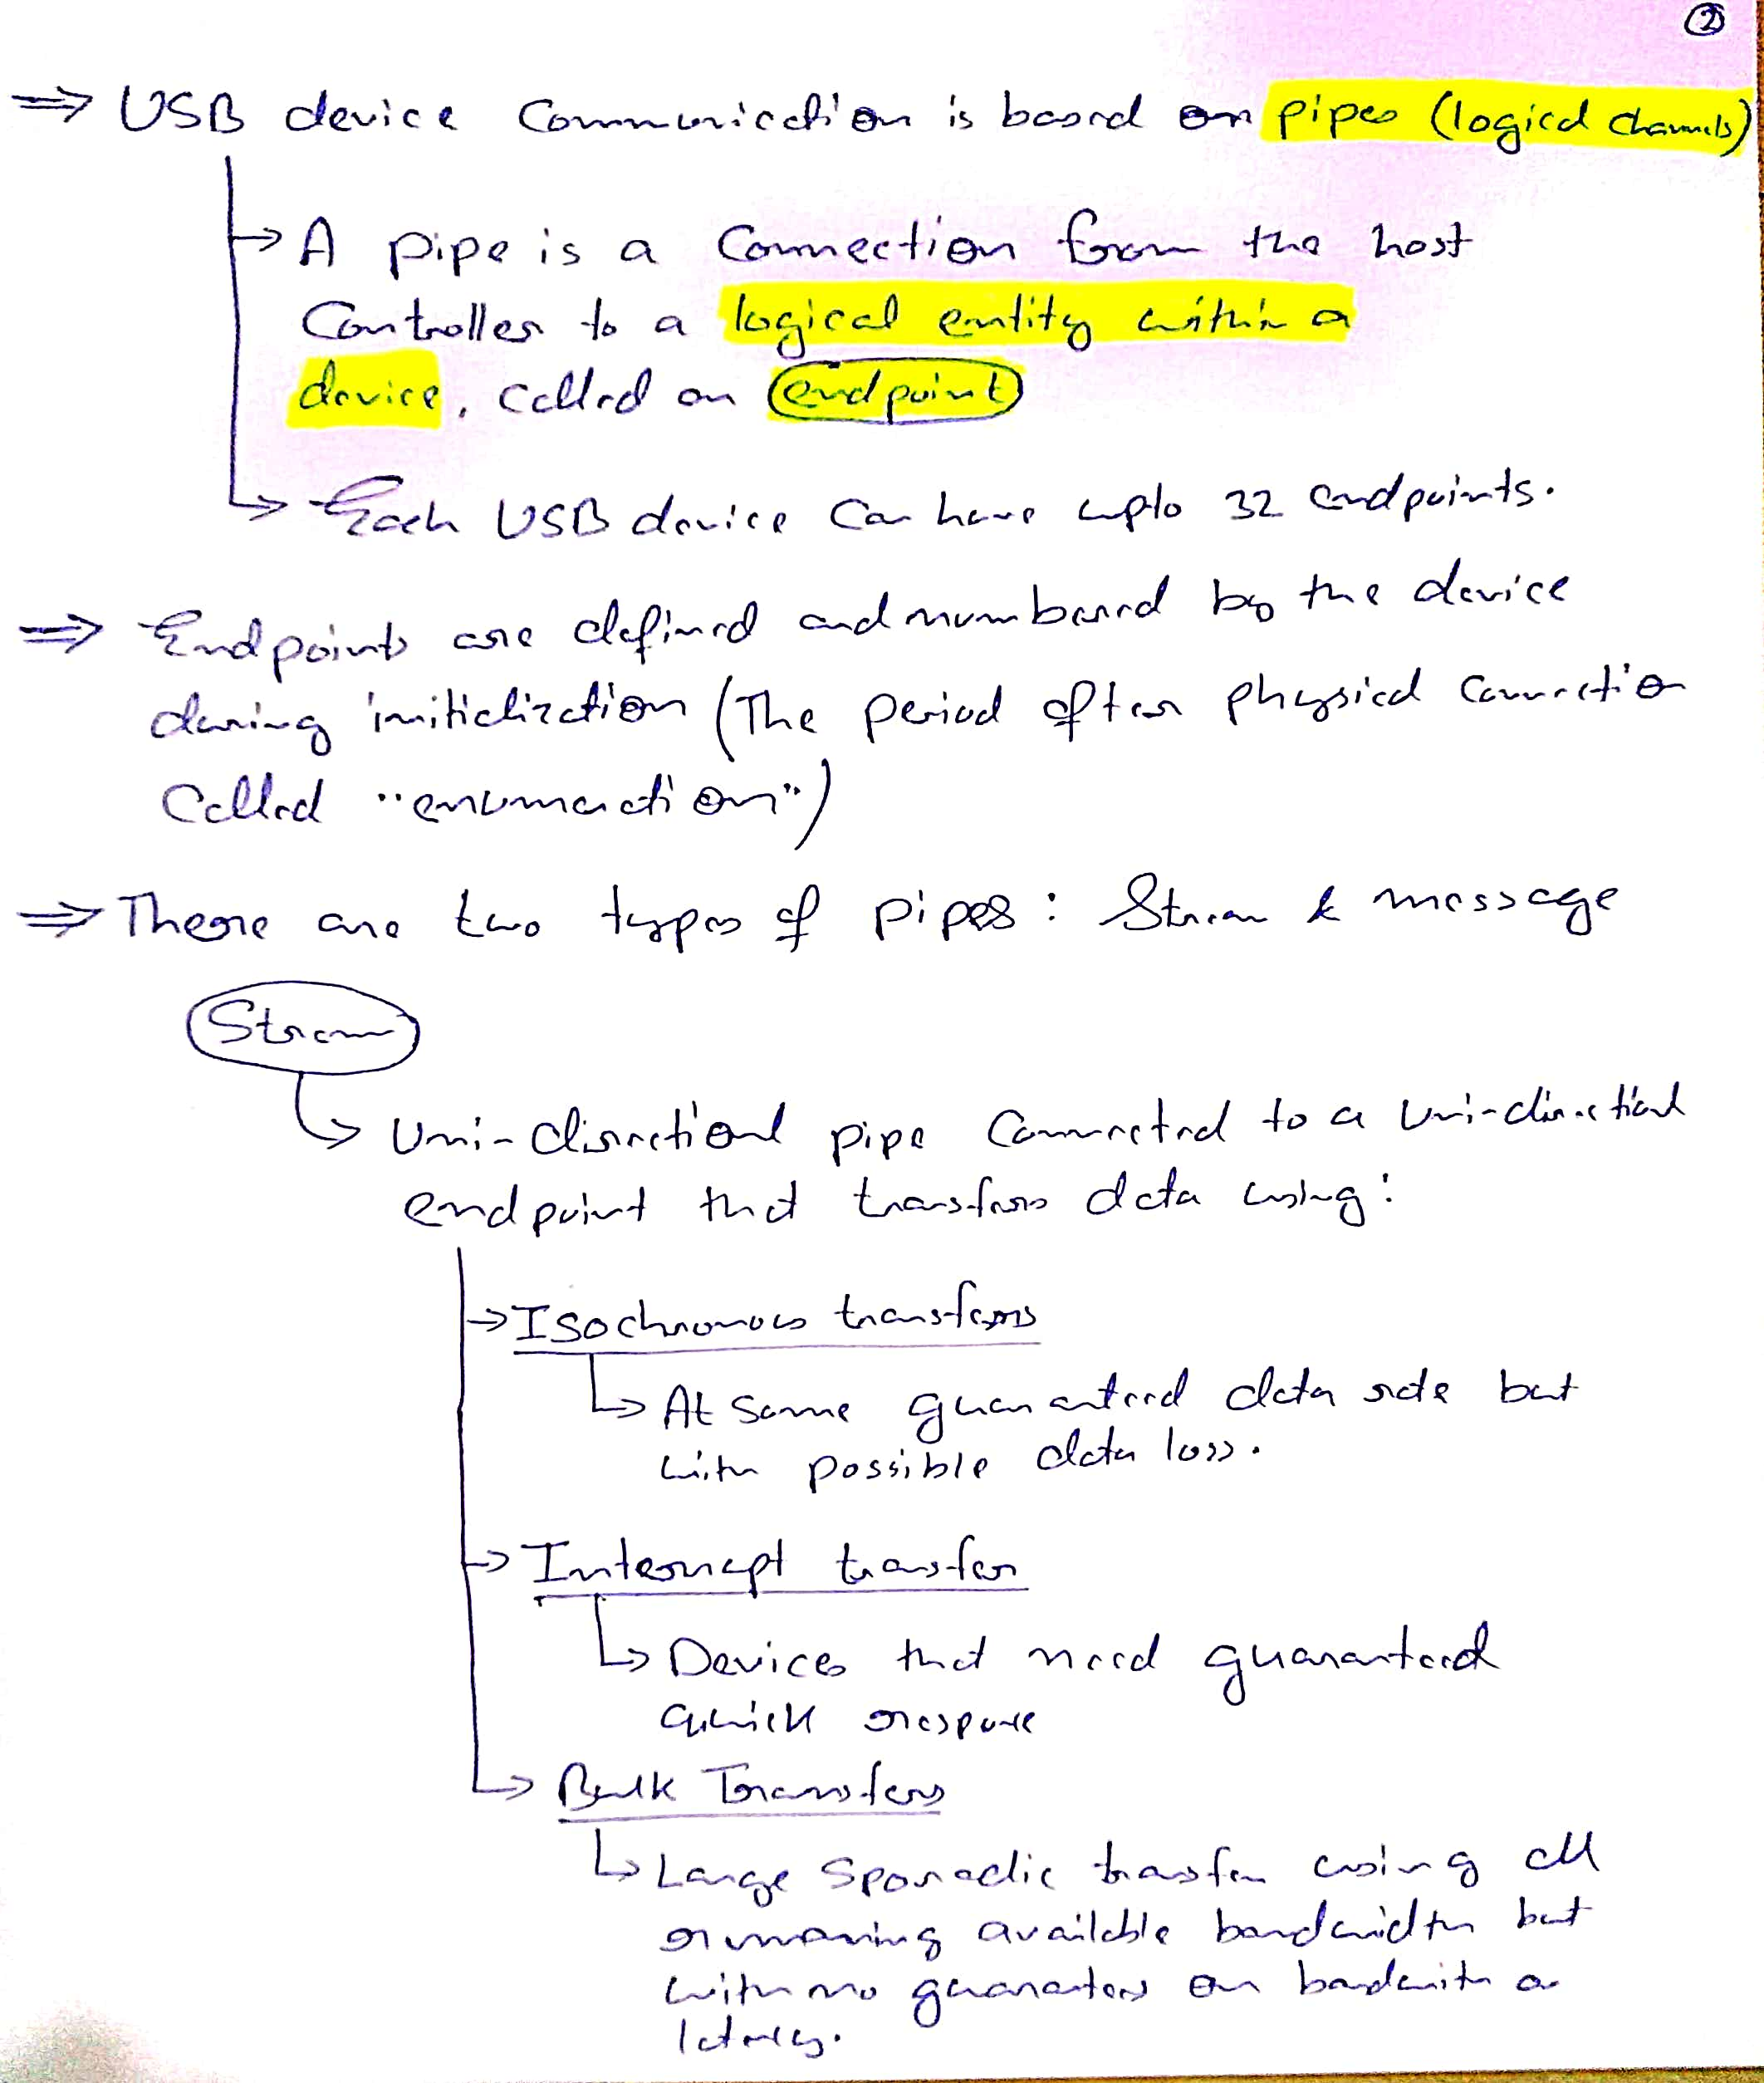 ②
⇒ USB device Communication is based on pipes (logical channels)
↳ A pipe is a Connection from the host
Controller to a logical entity within a
device, called an endpoint
↳ Each USB device Can have upto 32 endpoints.
⇒ Endpoints are defined and numbered by the device
during initialization (The period after physical connection
Called "enumeration")
⇒ There are two types of pipes: Stream & message
Stream
↳ Uni-directional pipe Connected to a Uni-directional
endpoint that transfers data using:
→ Isochronous transfers
↳ At some guaranteed data rate but
with possible data loss.
→ Interrupt transfer
↳ Devices that need guaranteed
quick response
↳ Bulk Transfers
↳ Large Sporadic transfer using all
remaining available bandwidth but
with no guarantees on bandwith or
latency.